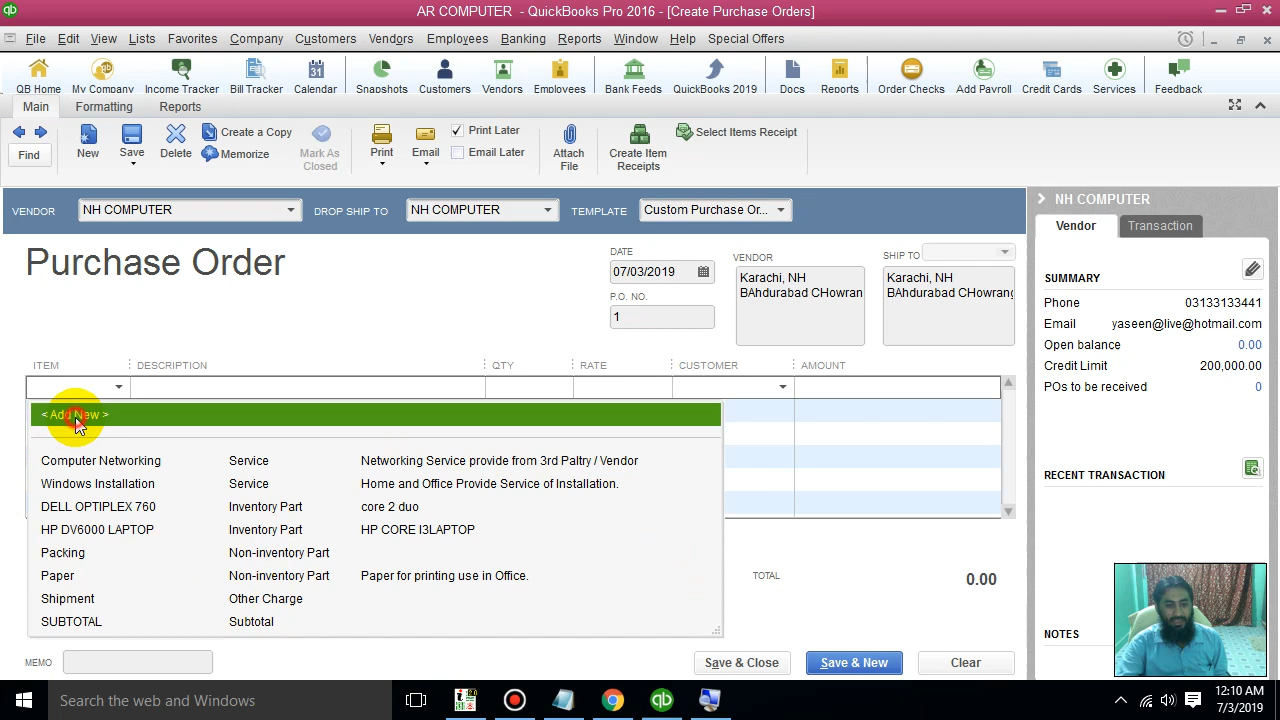 AR COMPUTER - QuickBooks Pro 2016 - [Create Purchase Orders]
File Edit View Lists Favorites Company Customers Vendors Employees Banking Reports Window Help Special Offers
QB Home My Company Income Tracker Bill Tracker Calendar Snapshots Customers Vendors Employees Bank Feeds QuickBooks 2019 Docs Reports Order Checks Add Payroll Credit Cards Services Feedback
31
Main Formatting Reports
Find New Save Delete Create a Copy Memorize Mark As Closed Print Email Print Later Email Later Attach File Create Item Receipts Select Items Receipt
VENDOR NH COMPUTER DROP SHIP TO NH COMPUTER TEMPLATE Custom Purchase Or...
Purchase Order
DATE
07/03/2019
P.O. NO.
1
VENDOR
Karachi, NH
BAhdurabad CHowran
SHIP TO
Karachi, NH
BAhdurabad CHowrang
ITEM DESCRIPTION QTY RATE CUSTOMER AMOUNT
< Add New >
Computer Networking Service Networking Service provide from 3rd Paltry / Vendor
Windows Installation Service Home and Office Provide Service of Installation.
DELL OPTIPLEX 760 Inventory Part core 2 duo
HP DV6000 LAPTOP Inventory Part HP CORE I3LAPTOP
Packing Non-inventory Part
Paper Non-inventory Part Paper for printing use in Office.
Shipment Other Charge
SUBTOTAL Subtotal
TOTAL 0.00
MEMO
Save & Close Save & New Clear
NH COMPUTER
Vendor Transaction
SUMMARY
Phone 03133133441
Email yaseen@live@hotmail.com
Open balance 0.00
Credit Limit 200,000.00
POs to be received 0
RECENT TRANSACTION
NOTES
Search the web and Windows
12:10 AM
7/3/2019